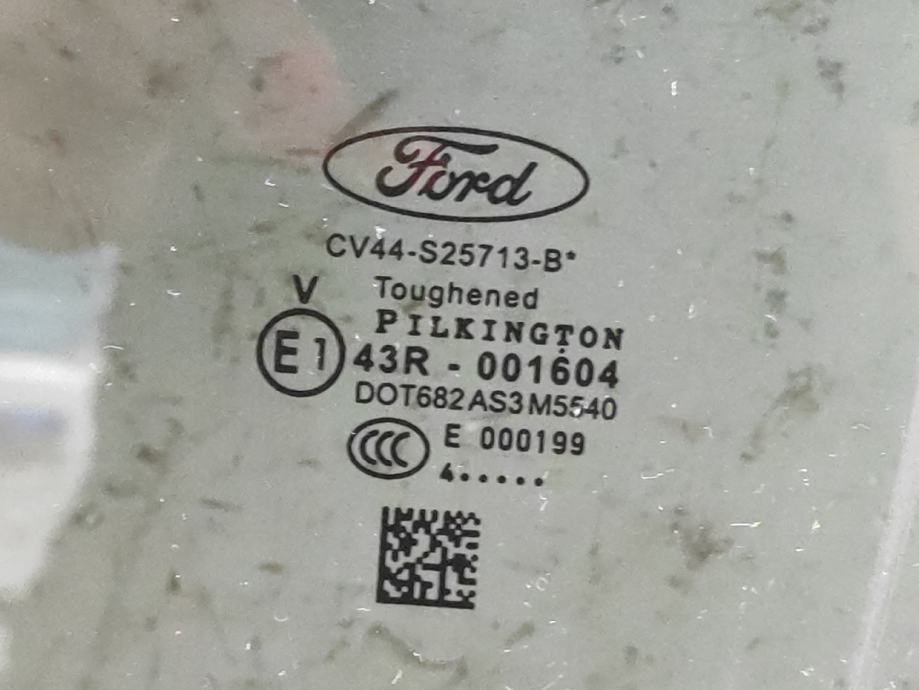 Ford
CV44-S25713-B*
V Toughened
PILKINGTON
E1 43R - 001604
DOT682 AS3 M5540
CCC E 000199
4.....